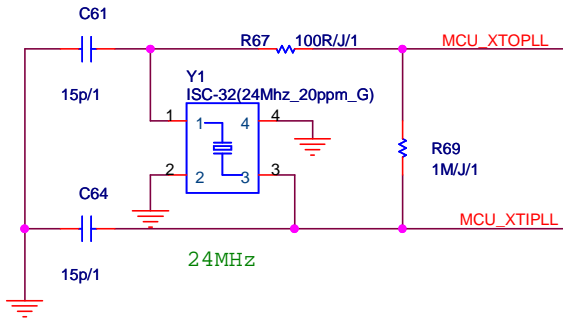 C61
R67 100R/J/1
MCU_XTOPLL
Y1
ISC-32(24Mhz_20ppm_G)
15p/1
1 1 4 4
R69
1M/J/1
2 2 3 3
C64
MCU_XTIPLL
24MHz
15p/1